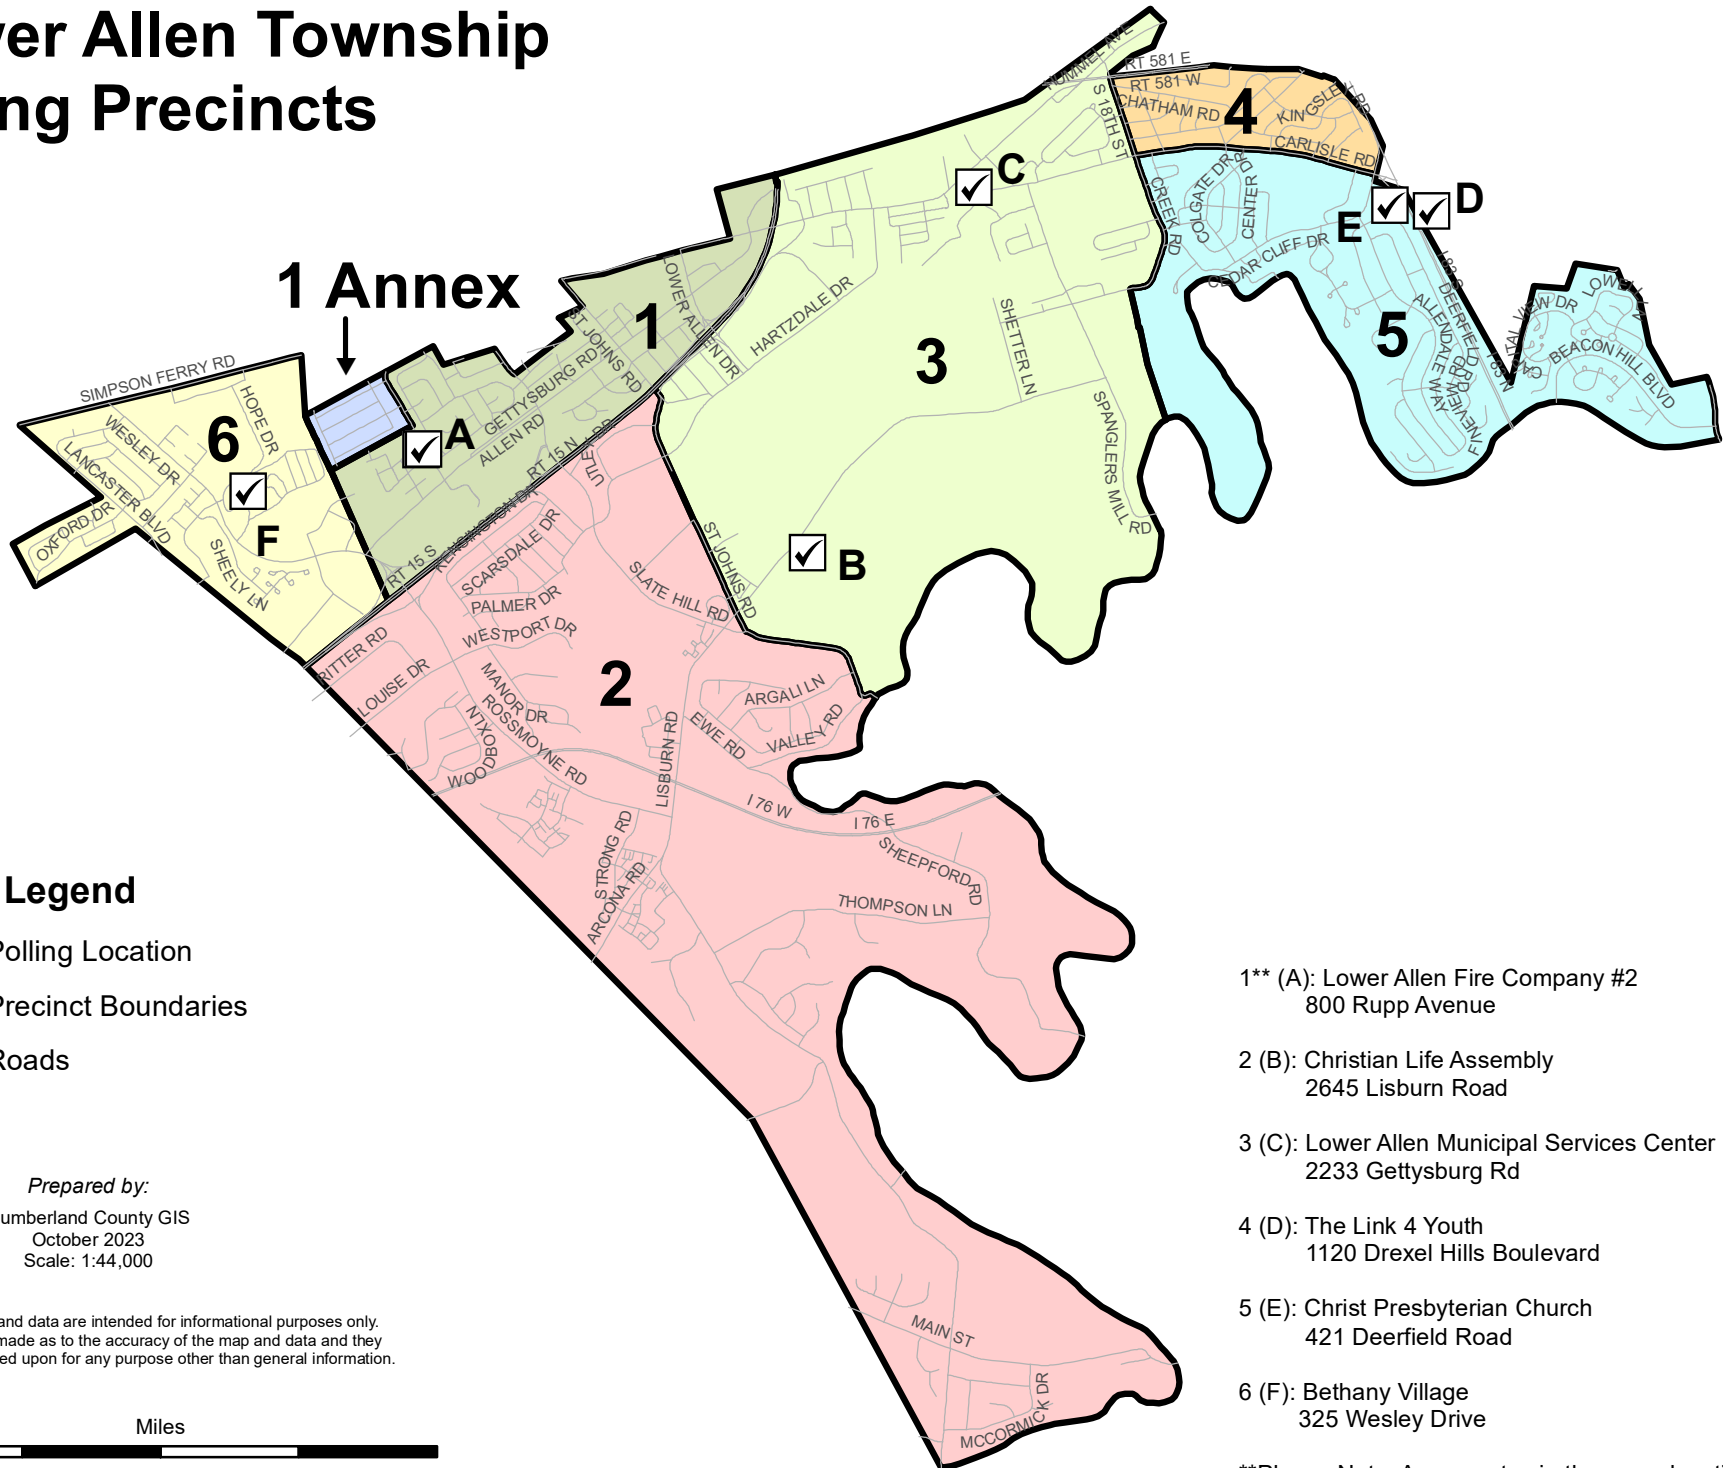 ver Allen Township
ng Precincts
1 Annex
SIMPSON FERRY RD
HOPE DR
WESLEY DR
LANCASTER BLVD
OXFORD DR
SHEELY LN
6
F
A
1
ST JOHNS RD
GETTYSBURG RD
ALLEN RD
LOWER ALLEN DR
HARTZDALE DR
RT 15 N
RT 15 S
UTLEY DR
KENSINGTON DR
SCARSDALE DR
PALMER DR
WESTPORT DR
RITTER RD
LOUISE DR
MANOR DR
ROSSMOYNE RD
SLATE HILL RD
ST JOHNS RD
2
ARGALI LN
EWE RD
VALLEY RD
LISBURN RD
I 76 W
I 76 E
STRONG RD
ARCONA RD
SHEEPFORD RD
THOMPSON LN
MAIN ST
MCCORMICK DR
3
B
C
HUMMEL AVE
S 18TH ST
SHETTER LN
SPANGLERS MILL RD
RT 581 E
RT 581 W
CHATHAM RD
4
CARLISLE RD
CREEK RD
COLGATE DR
CENTER DR
CEDAR CLIFF DR
E
D
5
ALLENDALE WAY
DEERFIELD RD
PINEVIEW DR
CAPITAL VIEW DR
BEACON HILL BLVD
Legend
Polling Location
Precinct Boundaries
Roads
Prepared by:
umberland County GIS
October 2023
Scale: 1:44,000
and data are intended for informational purposes only.
made as to the accuracy of the map and data and they
ed upon for any purpose other than general information.
Miles
1** (A): Lower Allen Fire Company #2
800 Rupp Avenue
2 (B): Christian Life Assembly
2645 Lisburn Road
3 (C): Lower Allen Municipal Services Center
2233 Gettysburg Rd
4 (D): The Link 4 Youth
1120 Drexel Hills Boulevard
5 (E): Christ Presbyterian Church
421 Deerfield Road
6 (F): Bethany Village
325 Wesley Drive